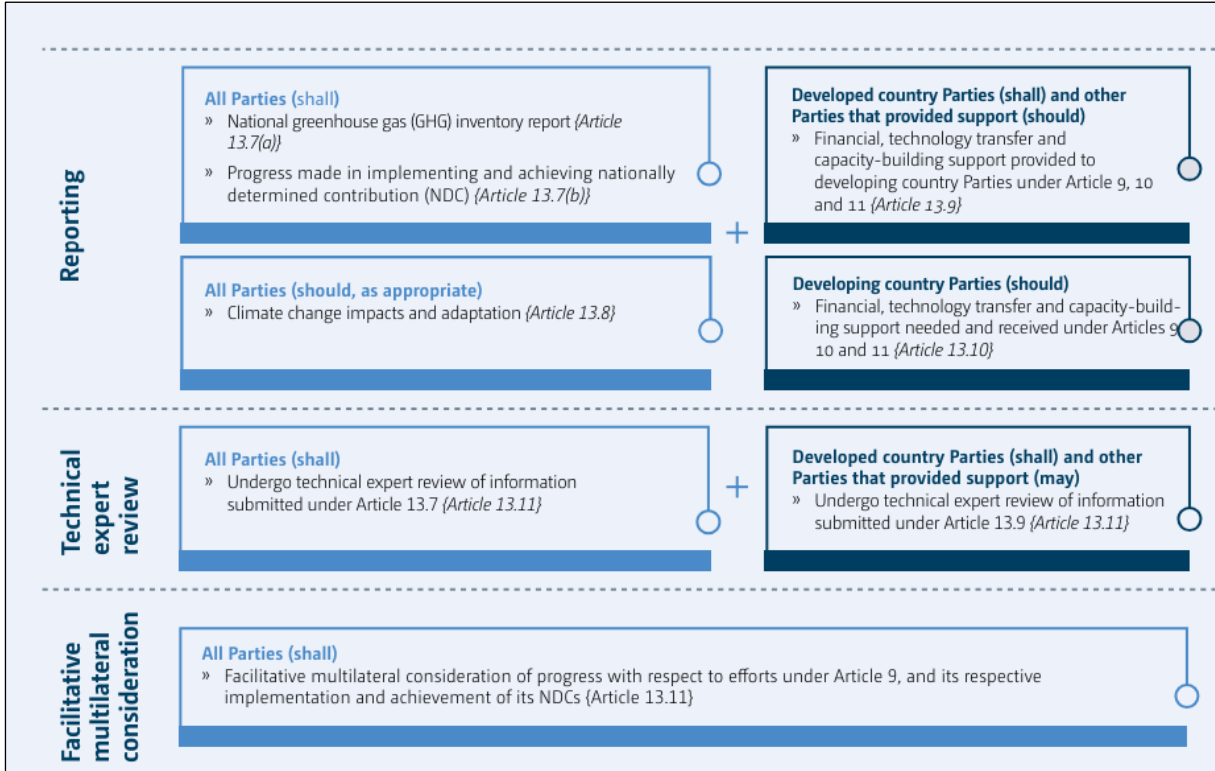 Reporting
All Parties (shall)
» National greenhouse gas (GHG) inventory report {Article
13.7(a)}
» Progress made in implementing and achieving nationally
determined contribution (NDC) {Article 13.7(b)}
+
Developed country Parties (shall) and other
Parties that provided support (should)
» Financial, technology transfer and
capacity-building support provided to
developing country Parties under Article 9, 10
and 11 {Article 13.9}
All Parties (should, as appropriate)
» Climate change impacts and adaptation {Article 13.8}
Developing country Parties (should)
» Financial, technology transfer and capacity-build-
ing support needed and received under Articles 9
10 and 11 {Article 13.10}
Technical
expert
review
All Parties (shall)
» Undergo technical expert review of information
submitted under Article 13.7 {Article 13.11}
+
Developed country Parties (shall) and other
Parties that provided support (may)
» Undergo technical expert review of information
submitted under Article 13.9 {Article 13.11}
Facilitative
multilateral
consideration
All Parties (shall)
» Facilitative multilateral consideration of progress with respect to efforts under Article 9, and its respective
implementation and achievement of its NDCs {Article 13.11}